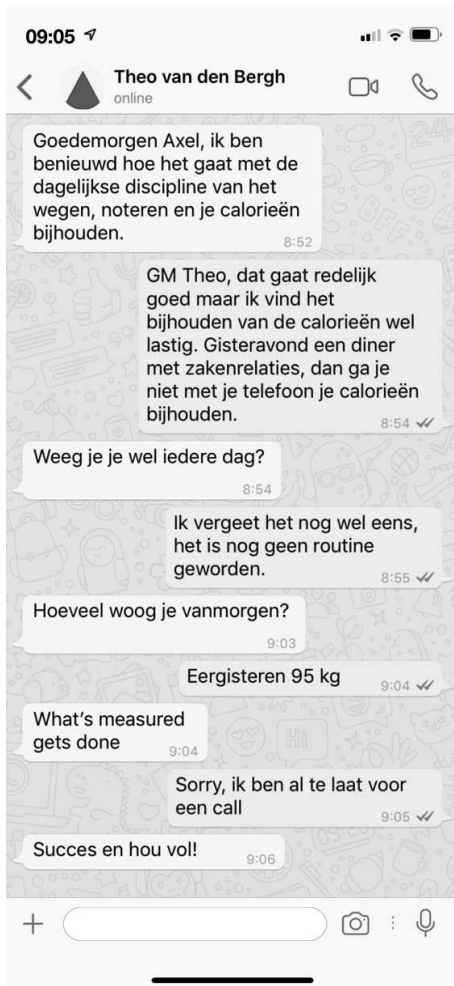 09:05
Theo van den Bergh
online
Goedemorgen Axel, ik ben
benieuwd hoe het gaat met de
dagelijkse discipline van het
wegen, noteren en je calorieën
bijhouden.
8:52
GM Theo, dat gaat redelijk
goed maar ik vind het
bijhouden van de calorieën wel
lastig. Gisteravond een diner
met zakenrelaties, dan ga je
niet met je telefoon je calorieën
bijhouden.
8:54
Weeg je je wel iedere dag?
8:54
Ik vergeet het nog wel eens,
het is nog geen routine
geworden.
8:55
Hoeveel woog je vanmorgen?
9:03
Eergisteren 95 kg
9:04
What's measured
gets done
9:04
Sorry, ik ben al te laat voor
een call
9:05
Succes en hou vol!
9:06